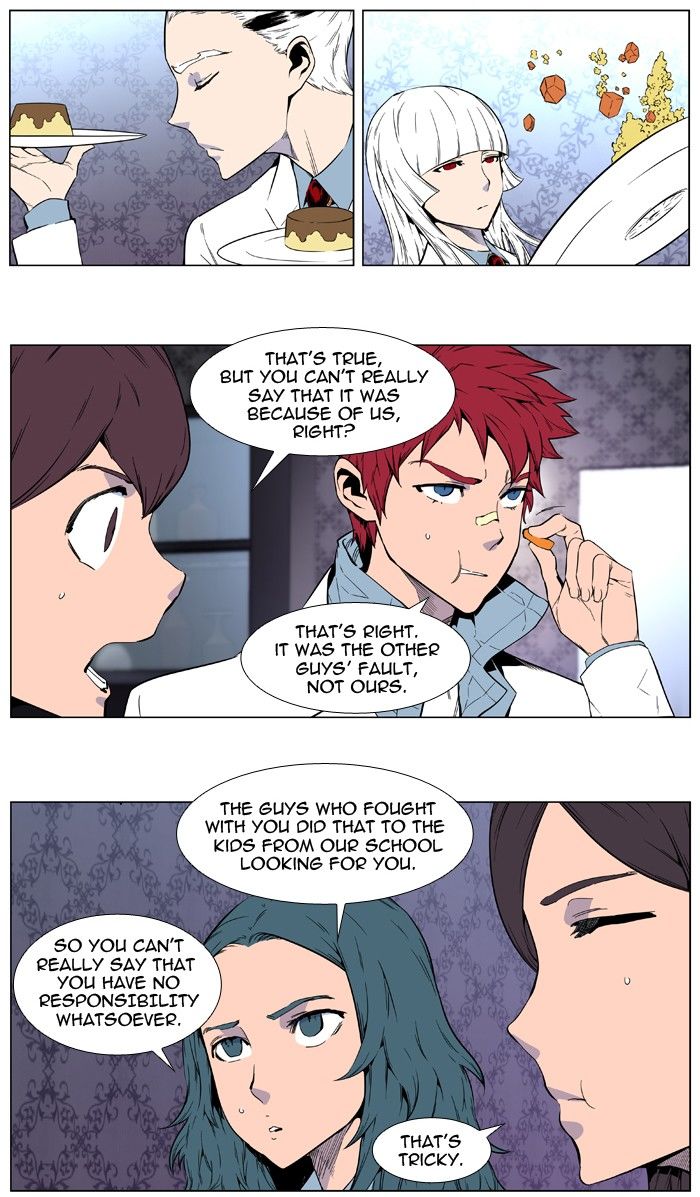 THAT'S TRUE,
BUT YOU CAN'T REALLY
SAY THAT IT WAS
BECAUSE OF US,
RIGHT?
THAT'S RIGHT.
IT WAS THE OTHER
GUYS' FAULT,
NOT OURS.
THE GUYS WHO FOUGHT
WITH YOU DID THAT TO THE
KIDS FROM OUR SCHOOL
LOOKING FOR YOU.
SO YOU CAN'T
REALLY SAY THAT
YOU HAVE NO
RESPONSIBILITY
WHATSOEVER.
THAT'S
TRICKY.